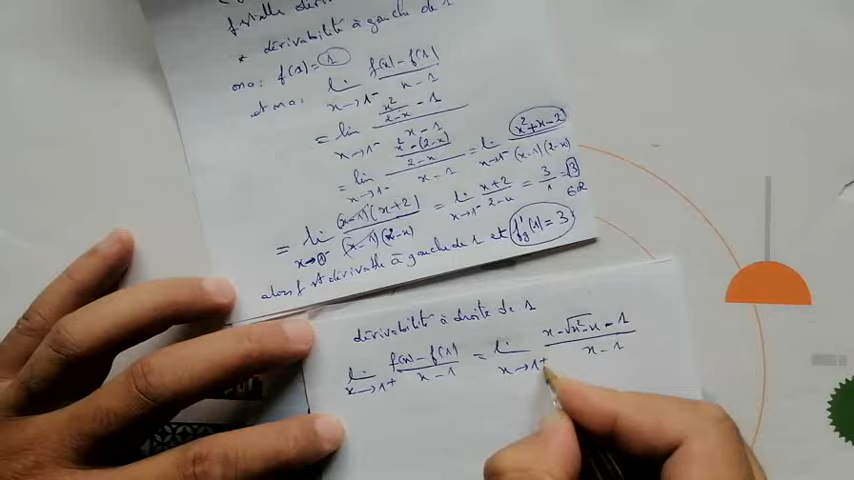 * dérivabilité à gauche de 1
on a : f(1) = 1
et on a : lim x→1⁻ (f(x) - f(1))/(x - 1)
= lim x→1⁻ (x²/(2-x) - 1)/(x - 1)
= lim x→1⁻ ((x² - (2-x))/(2-x))/(x - 1) = lim x→1⁻ (x² + x - 2)/((x-1)(2-x))
= lim (x-1)(x+2)/((x-1)(2-x)) = lim x→1⁻ (x+2)/(2-x) = 3/1 = 3 ∈ ℝ
alors f est dérivable à gauche de 1 et f'g(1) = 3
dérivabilité à droite de 1
lim x→1⁺ (f(x) - f(1))/(x - 1) = lim x→1⁺ (x - √(x² - x) - 1)/(x - 1)